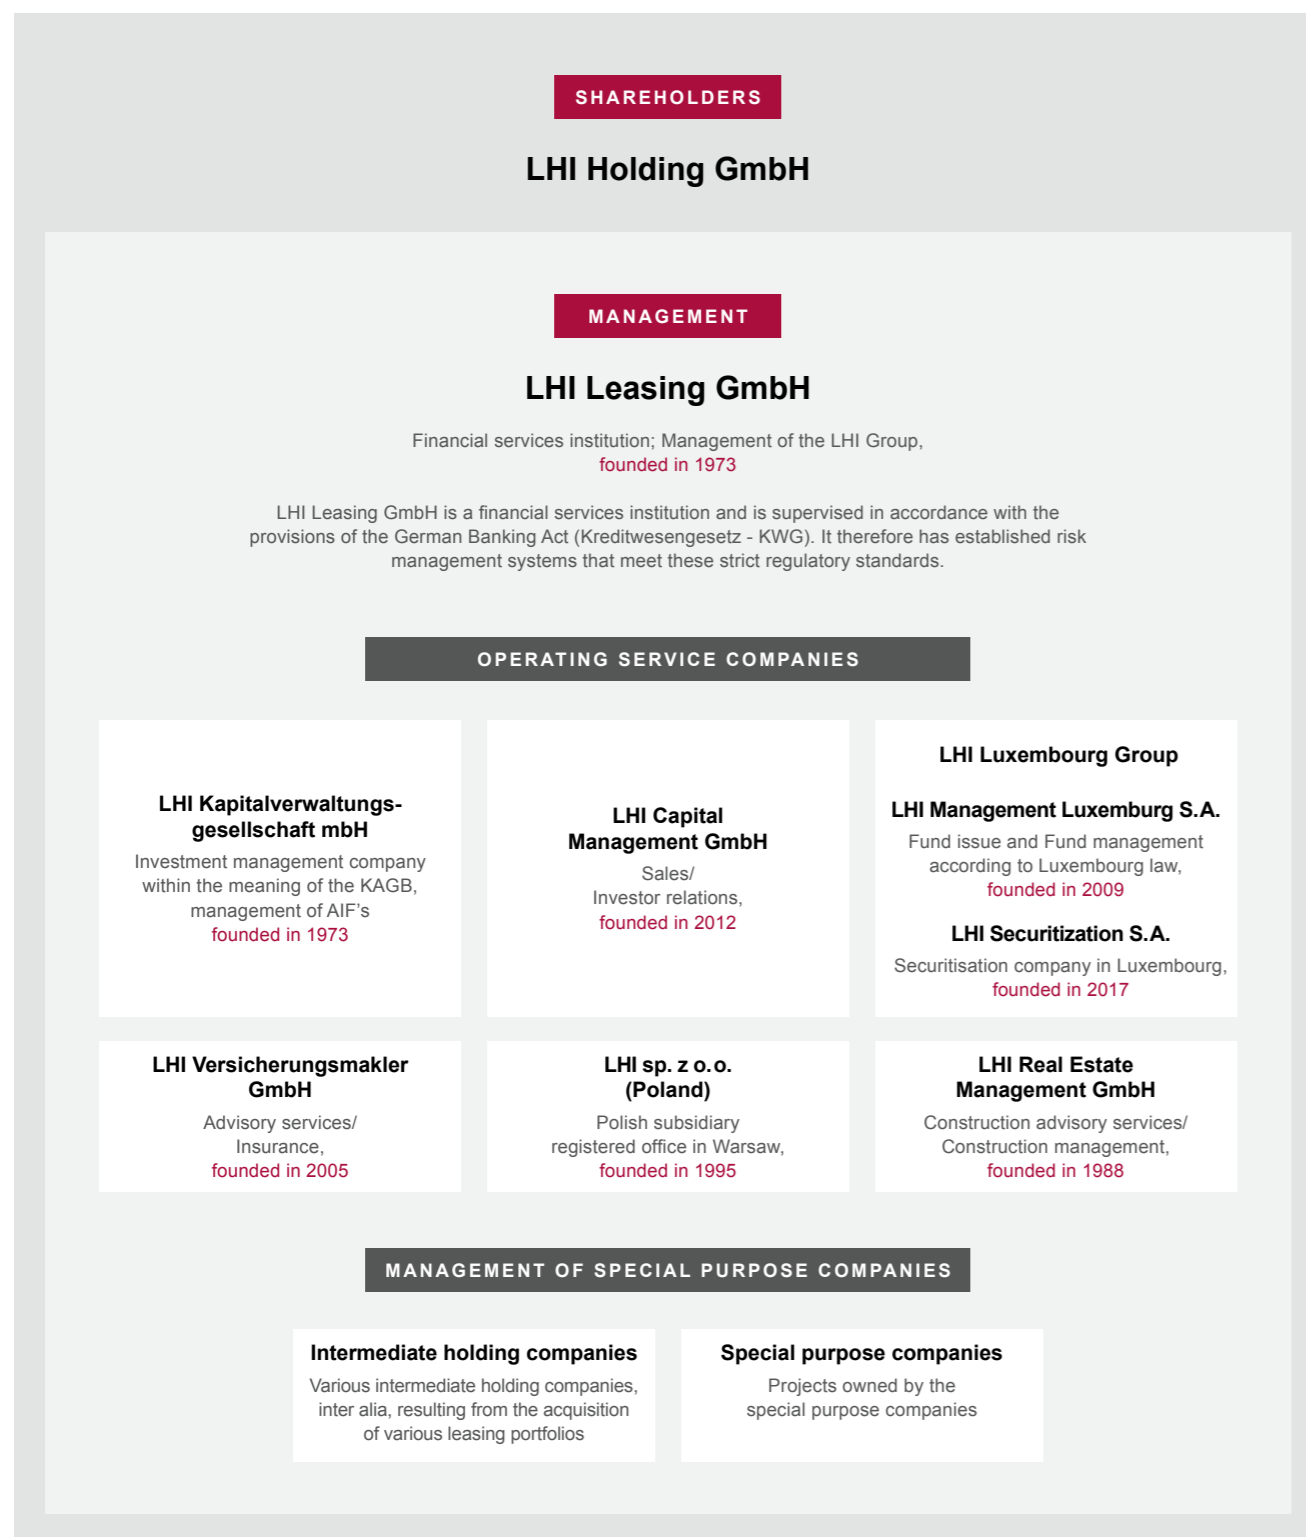 SHAREHOLDERS
LHI Holding GmbH
MANAGEMENT
LHI Leasing GmbH
Financial services institution; Management of the LHI Group,
founded in 1973
LHI Leasing GmbH is a financial services institution and is supervised in accordance with the
provisions of the German Banking Act (Kreditwesengesetz - KWG). It therefore has established risk
management systems that meet these strict regulatory standards.
OPERATING SERVICE COMPANIES
LHI Kapitalverwaltungs-
gesellschaft mbH
Investment management company
within the meaning of the KAGB,
management of AIF's
founded in 1973
LHI Capital
Management GmbH
Sales/
Investor relations,
founded in 2012
LHI Luxembourg Group
LHI Management Luxemburg S.A.
Fund issue and Fund management
according to Luxembourg law,
founded in 2009
LHI Securitization S.A.
Securitisation company in Luxembourg,
founded in 2017
LHI Versicherungsmakler
GmbH
Advisory services/
Insurance,
founded in 2005
LHI sp. z o.o.
(Poland)
Polish subsidiary
registered office in Warsaw,
founded in 1995
LHI Real Estate
Management GmbH
Construction advisory services/
Construction management,
founded in 1988
MANAGEMENT OF SPECIAL PURPOSE COMPANIES
Intermediate holding companies
Various intermediate holding companies,
inter alia, resulting from the acquisition
of various leasing portfolios
Special purpose companies
Projects owned by the
special purpose companies